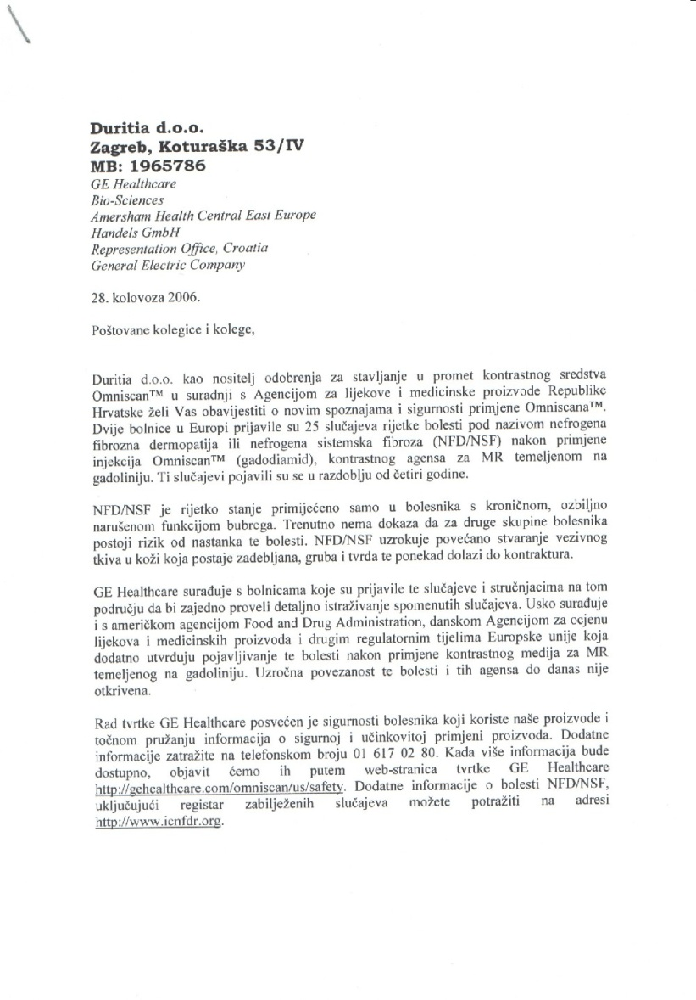 Duritia d.o.o.
Zagreb, Koturaška 53/IV
MB: 1965786
GE Healthcare
Bio-Sciences
Amersham Health Central East Europe
Handels GmbH
Representation Office, Croatia
General Electric Company
28. kolovoza 2006.
Poštovane kolegice i kolege,
Duritia d.o.o. kao nositelj odobrenja za stavljanje u promet kontrastnog sredstva
Omniscan™ u suradnji s Agencijom za lijekove i medicinske proizvode Republike
Hrvatske želi Vas obavijestiti o novim spoznajama i sigurnosti primjene Omniscana™.
Dvije bolnice u Europi prijavile su 25 slučajeva rijetke bolesti pod nazivom nefrogena
fibrozna dermopatija ili nefrogena sistemska fibroza (NFD/NSF) nakon primjene
injekcija Omniscan™ (gadodiamid), kontrastnog agensa za MR temeljenom na
gadoliniju. Ti slučajevi pojavili su se u razdoblju od četiri godine.
NFD/NSF je rijetko stanje primijećeno samo u bolesnika s kroničnom, ozbiljno
narušenom funkcijom bubrega. Trenutno nema dokaza da za druge skupine bolesnika
postoji rizik od nastanka te bolesti. NFD/NSF uzrokuje povećano stvaranje vezivnog
tkiva u koži koja postaje zadebljana, gruba i tvrda te ponekad dolazi do kontraktura.
GE Healthcare surađuje s bolnicama koje su prijavile te slučajeve i stručnjacima na tom
području da bi zajedno proveli detaljno istraživanje spomenutih slučajeva. Usko surađuje
i s američkom agencijom Food and Drug Administration, danskom Agencijom za ocjenu
lijekova i medicinskih proizvoda i drugim regulatornim tijelima Europske unije koja
dodatno utvrđuju pojavljivanje te bolesti nakon primjene kontrastnog medija za MR
temeljenog na gadoliniju. Uzročna povezanost te bolesti i tih agensa do danas nije
otkrivena.
Rad tvrtke GE Healthcare posvećen je sigurnosti bolesnika koji koriste naše proizvode i
točnom pružanju informacija o sigurnoj i učinkovitoj primjeni proizvoda. Dodatne
informacije zatražite na telefonskom broju 01 617 02 80. Kada više informacija bude
dostupno, objavit ćemo ih putem web-stranica tvrtke GE Healthcare
http://gehealthcare.com/omniscan/us/safety. Dodatne informacije o bolesti NFD/NSF,
uključujući registar zabilježenih slučajeva možete potražiti na adresi
http://www.icnfdr.org.